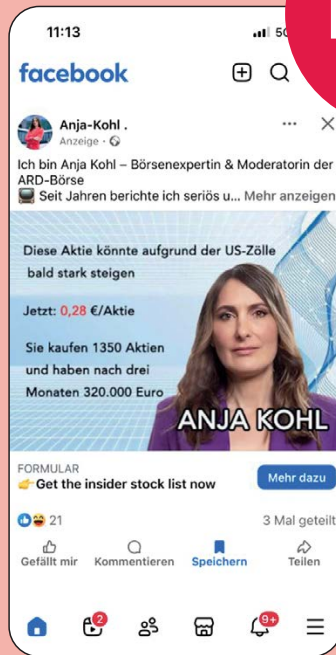 11:13
facebook
Anja-Kohl .
Anzeige ·
Ich bin Anja Kohl – Börsenexpertin & Moderatorin der
ARD-Börse
Seit Jahren berichte ich seriös u... Mehr anzeigen
Diese Aktie könnte aufgrund der US-Zölle
bald stark steigen
Jetzt: 0,28 €/Aktie
Sie kaufen 1350 Aktien
und haben nach drei
Monaten 320.000 Euro
ANJA KOHL
FORMULAR
👉Get the insider stock list now
Mehr dazu
21
3 Mal geteilt
Gefällt mir
Kommentieren
Speichern
Teilen
2
9+